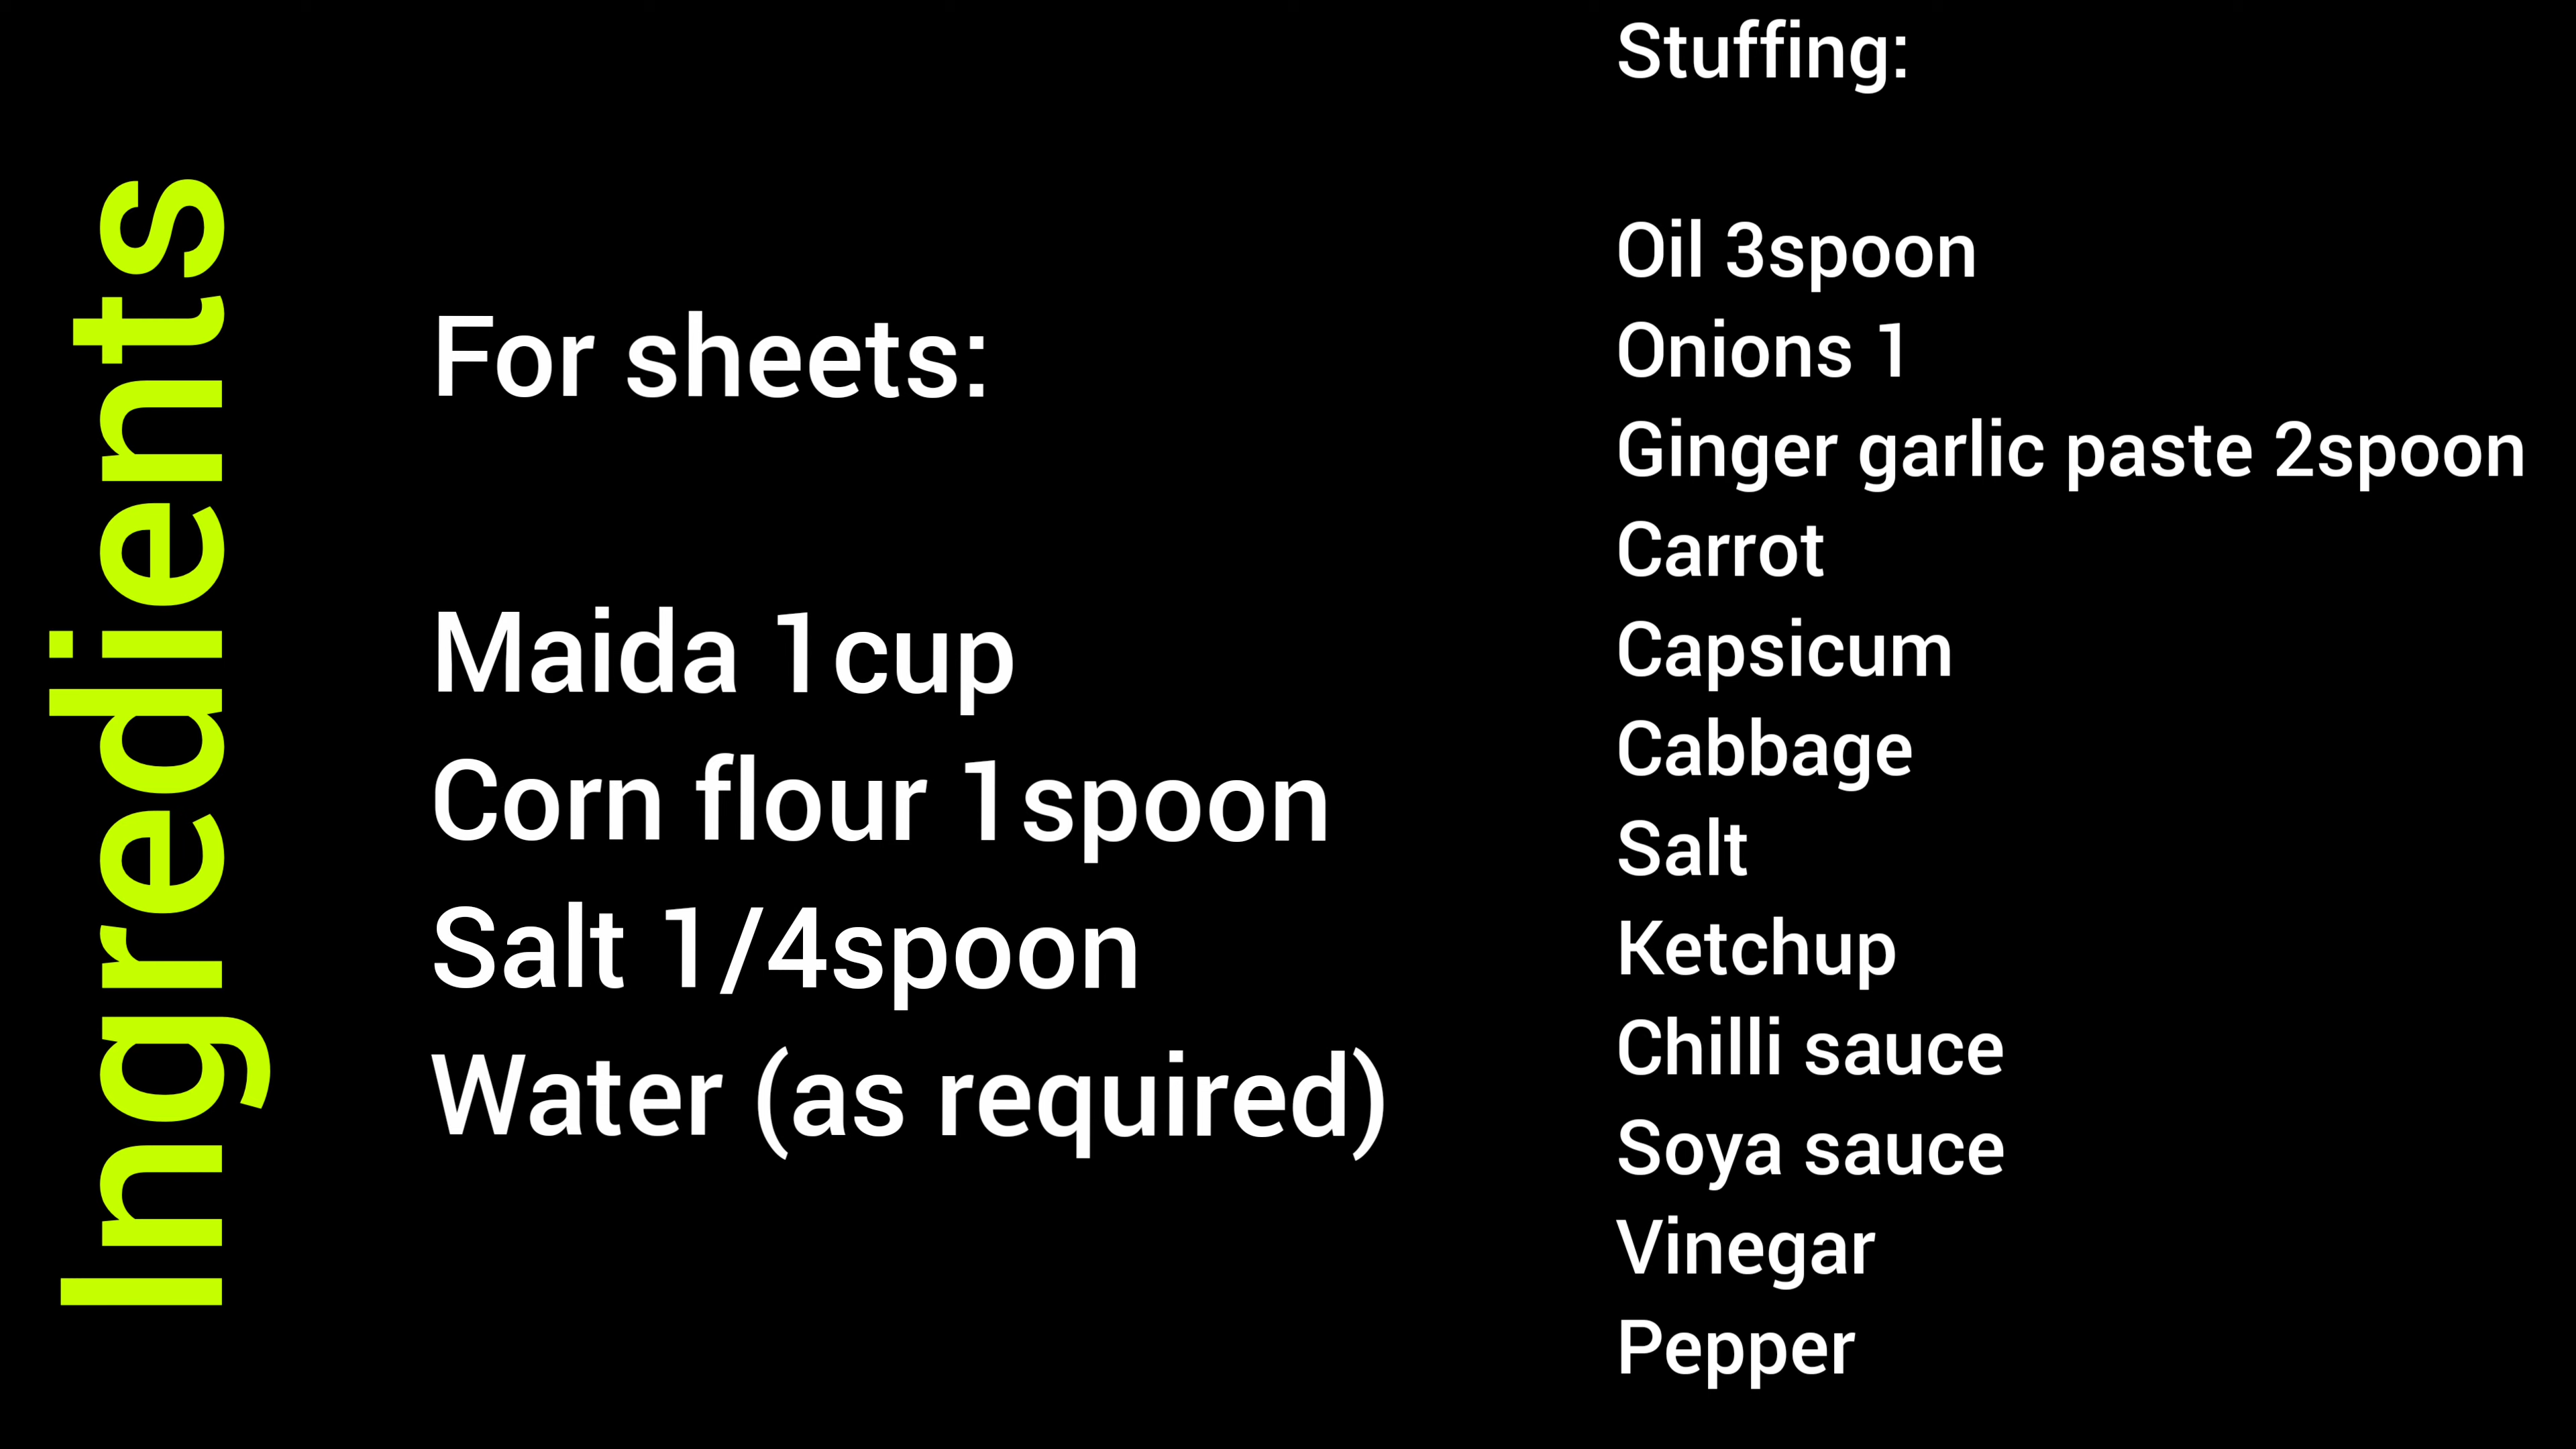 Ingredients
For sheets:
Maida 1cup
Corn flour 1spoon
Salt 1/4spoon
Water (as required)
Stuffing:
Oil 3spoon
Onions 1
Ginger garlic paste 2spoon
Carrot
Capsicum
Cabbage
Salt
Ketchup
Chilli sauce
Soya sauce
Vinegar
Pepper